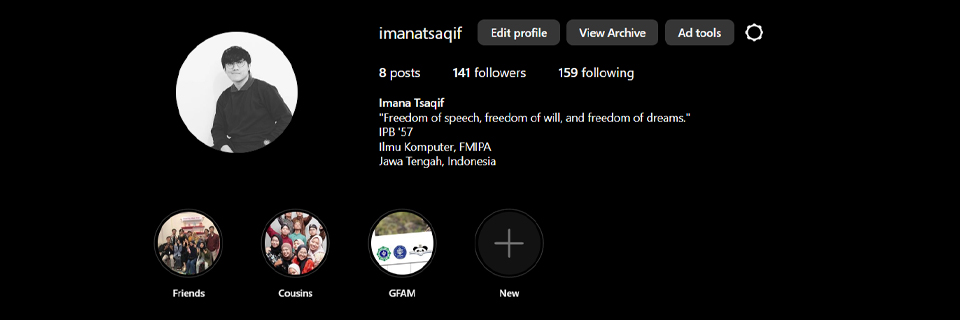 imanatsaqif Edit profile View Archive Ad tools
8 posts 141 followers 159 following
Imana Tsaqif
"Freedom of speech, freedom of will, and freedom of dreams."
IPB '57
Ilmu Komputer, FMIPA
Jawa Tengah, Indonesia
Friends Cousins GFAM New